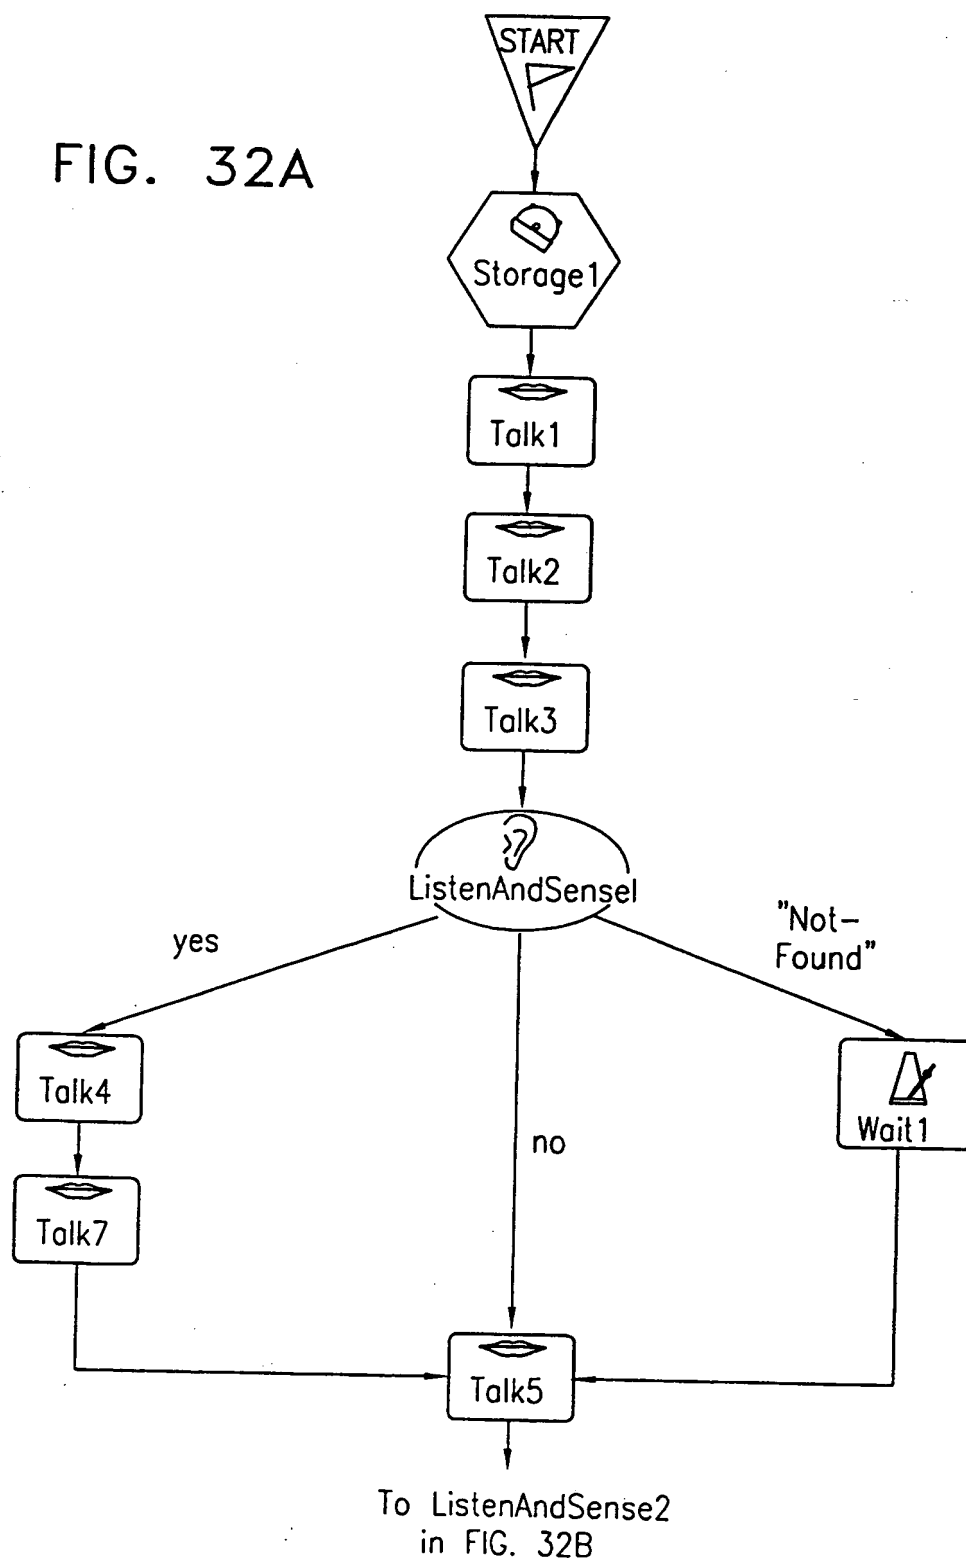 START
FIG. 32A
Storage1
Talk1
Talk2
Talk3
ListenAndSenseI
yes
"Not-
Found"
Talk4
Wait1
no
Talk7
Talk5
To ListenAndSense2
in FIG. 32B